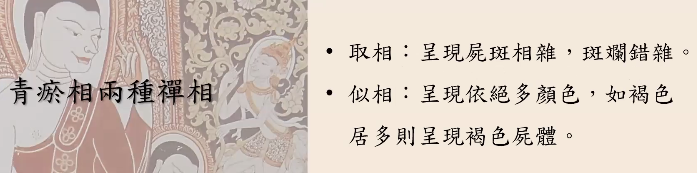 青瘀相兩種禪相
• 取相：呈現屍斑相雜，斑斕錯雜。
• 似相：呈現依絕多顏色，如褐色
居多則呈現褐色屍體。